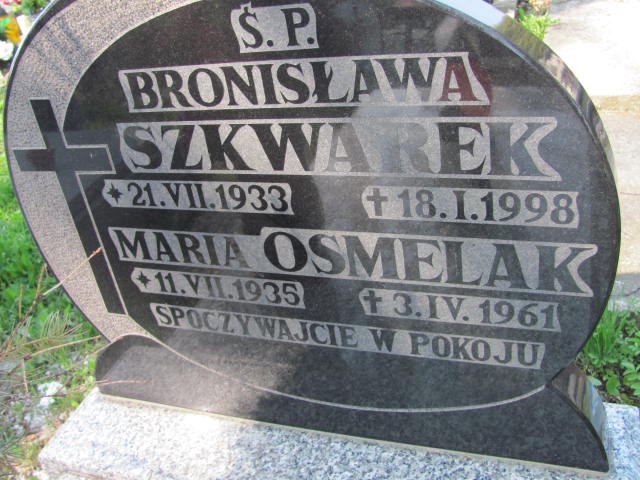 Ś. P.
BRONISŁAWA
SZKWAREK
* 21. VII. 1933 † 18. I. 1998
MARIA OSMELAK
* 11. VII. 1935 † 3. IV. 1961
SPOCZYWAJCIE W POKOJU